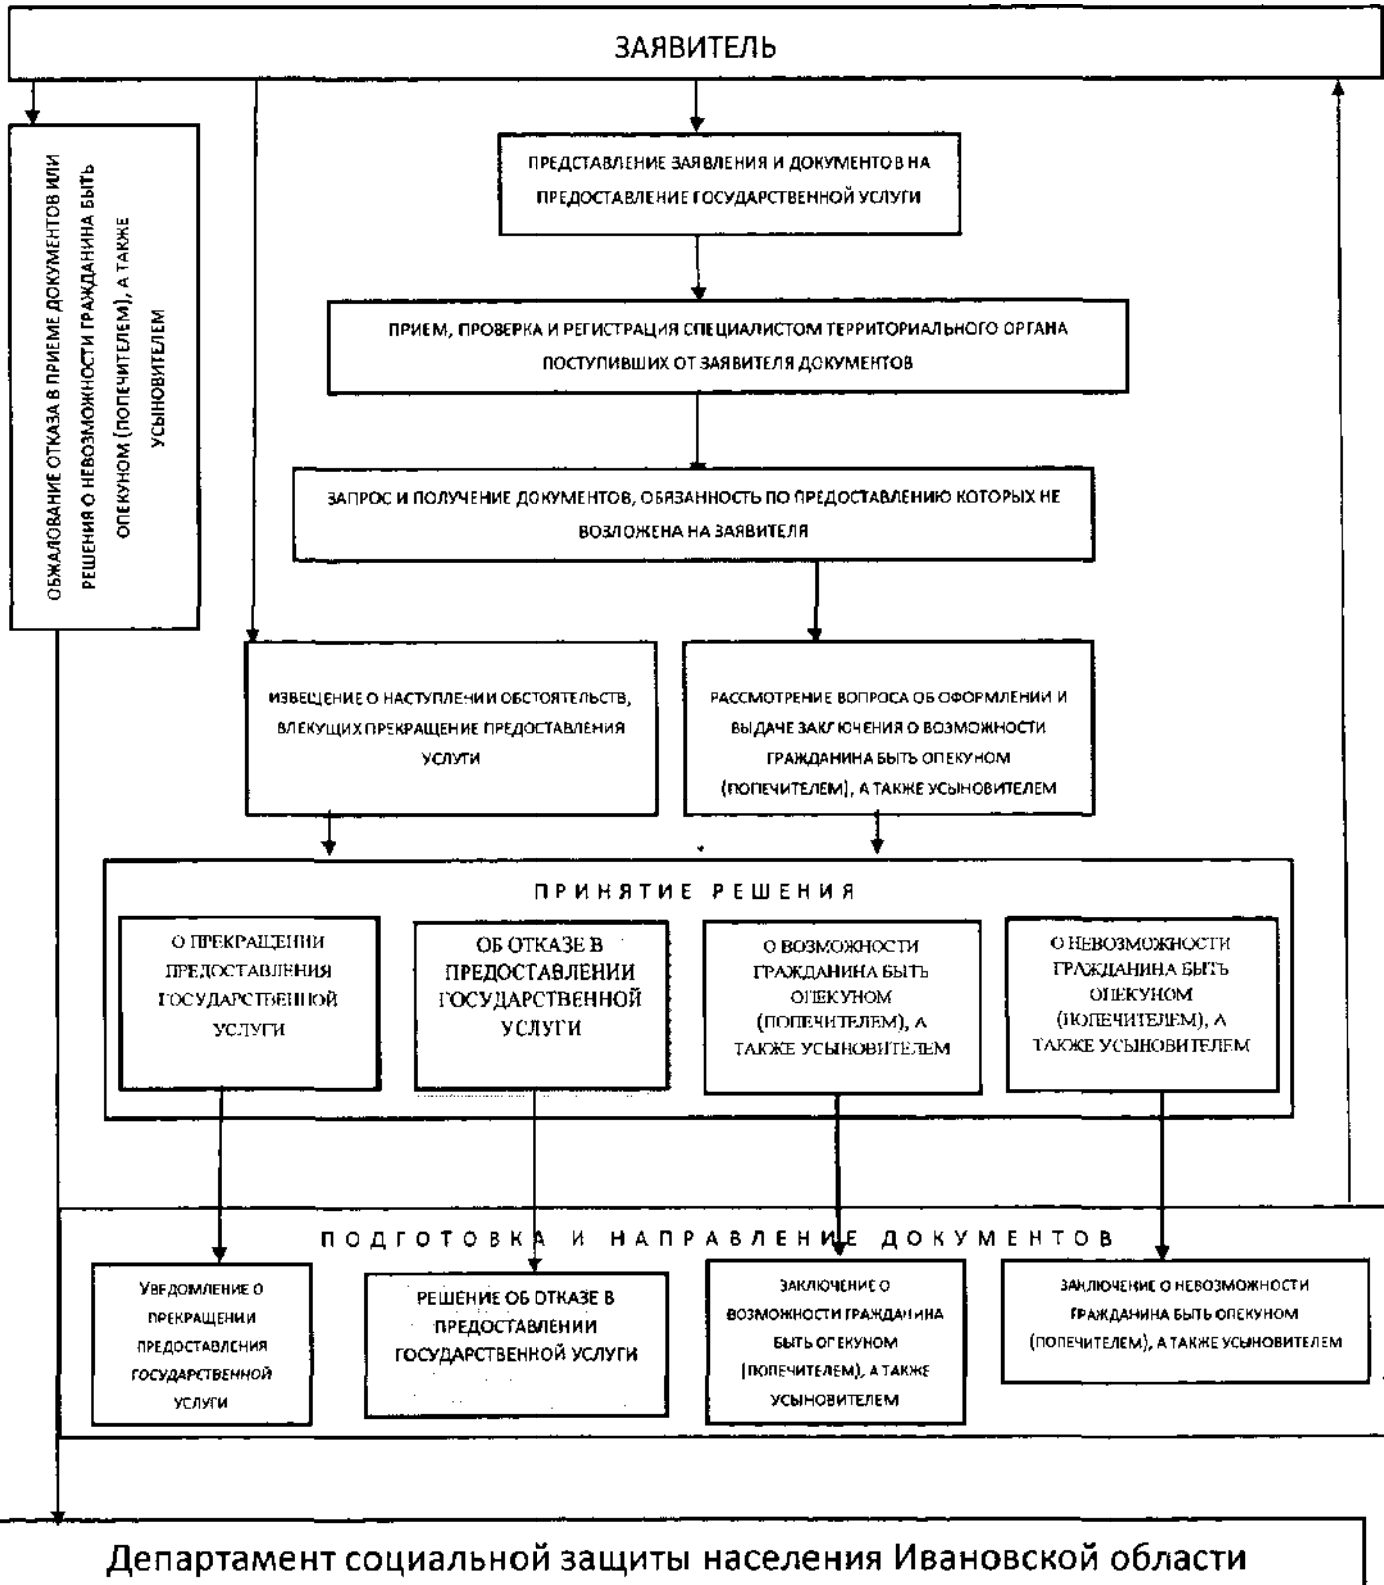 ЗАЯВИТЕЛЬ
ОБЖАЛОВАНИЕ ОТКАЗА В ПРИЕМЕ ДОКУМЕНТОВ ИЛИ
РЕШЕНИЯ О НЕВОЗМОЖНОСТИ ГРАЖДАНИНА БЫТЬ
ОПЕКУНОМ (ПОПЕЧИТЕЛЕМ), А ТАКЖЕ
УСЫНОВИТЕЛЕМ
ПРЕДСТАВЛЕНИЕ ЗАЯВЛЕНИЯ И ДОКУМЕНТОВ НА
ПРЕДОСТАВЛЕНИЕ ГОСУДАРСТВЕННОЙ УСЛУГИ
ПРИЕМ, ПРОВЕРКА И РЕГИСТРАЦИЯ СПЕЦИАЛИСТОМ ТЕРРИТОРИАЛЬНОГО ОРГАНА
ПОСТУПИВШИХ ОТ ЗАЯВИТЕЛЯ ДОКУМЕНТОВ
ЗАПРОС И ПОЛУЧЕНИЕ ДОКУМЕНТОВ, ОБЯЗАННОСТЬ ПО ПРЕДОСТАВЛЕНИЮ КОТОРЫХ НЕ
ВОЗЛОЖЕНА НА ЗАЯВИТЕЛЯ
ИЗВЕЩЕНИЕ О НАСТУПЛЕНИИ ОБСТОЯТЕЛЬСТВ,
ВЛЕКУЩИХ ПРЕКРАЩЕНИЕ ПРЕДОСТАВЛЕНИЯ
УСЛУГИ
РАССМОТРЕНИЕ ВОПРОСА ОБ ОФОРМЛЕНИИ И
ВЫДАЧЕ ЗАКЛЮЧЕНИЯ О ВОЗМОЖНОСТИ
ГРАЖДАНИНА БЫТЬ ОПЕКУНОМ
(ПОПЕЧИТЕЛЕМ), А ТАКЖЕ УСЫНОВИТЕЛЕМ
ПРИНЯТИЕ РЕШЕНИЯ
О ПРЕКРАЩЕНИИ
ПРЕДОСТАВЛЕНИЯ
ГОСУДАРСТВЕННОЙ
УСЛУГИ
ОБ ОТКАЗЕ В
ПРЕДОСТАВЛЕНИИ
ГОСУДАРСТВЕННОЙ
УСЛУГИ
О ВОЗМОЖНОСТИ
ГРАЖДАНИНА БЫТЬ
ОПЕКУНОМ
(ПОПЕЧИТЕЛЕМ), А
ТАКЖЕ УСЫНОВИТЕЛЕМ
О НЕВОЗМОЖНОСТИ
ГРАЖДАНИНА БЫТЬ
ОПЕКУНОМ
(ПОПЕЧИТЕЛЕМ), А
ТАКЖЕ УСЫНОВИТЕЛЕМ
ПОДГОТОВКА И НАПРАВЛЕНИЕ ДОКУМЕНТОВ
УВЕДОМЛЕНИЕ О
ПРЕКРАЩЕНИИ
ПРЕДОСТАВЛЕНИЯ
ГОСУДАРСТВЕННОЙ
УСЛУГИ
РЕШЕНИЕ ОБ ОТКАЗЕ В
ПРЕДОСТАВЛЕНИИ
ГОСУДАРСТВЕННОЙ УСЛУГИ
ЗАКЛЮЧЕНИЕ О
ВОЗМОЖНОСТИ ГРАЖДАНИНА
БЫТЬ ОПЕКУНОМ
(ПОПЕЧИТЕЛЕМ), А ТАКЖЕ
УСЫНОВИТЕЛЕМ
ЗАКЛЮЧЕНИЕ О НЕВОЗМОЖНОСТИ
ГРАЖДАНИНА БЫТЬ ОПЕКУНОМ
(ПОПЕЧИТЕЛЕМ), А ТАКЖЕ УСЫНОВИТЕЛЕМ
Департамент социальной защиты населения Ивановской области